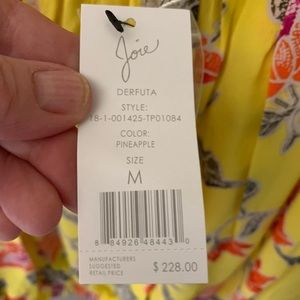 Joie
DERFUTA
STYLE:
18-1-001425-TP01084
COLOR:
PINEAPPLE
SIZE
M
8 84926 48443 0
MANUFACTURERS
SUGGESTED
RETAIL PRICE
$ 228.00